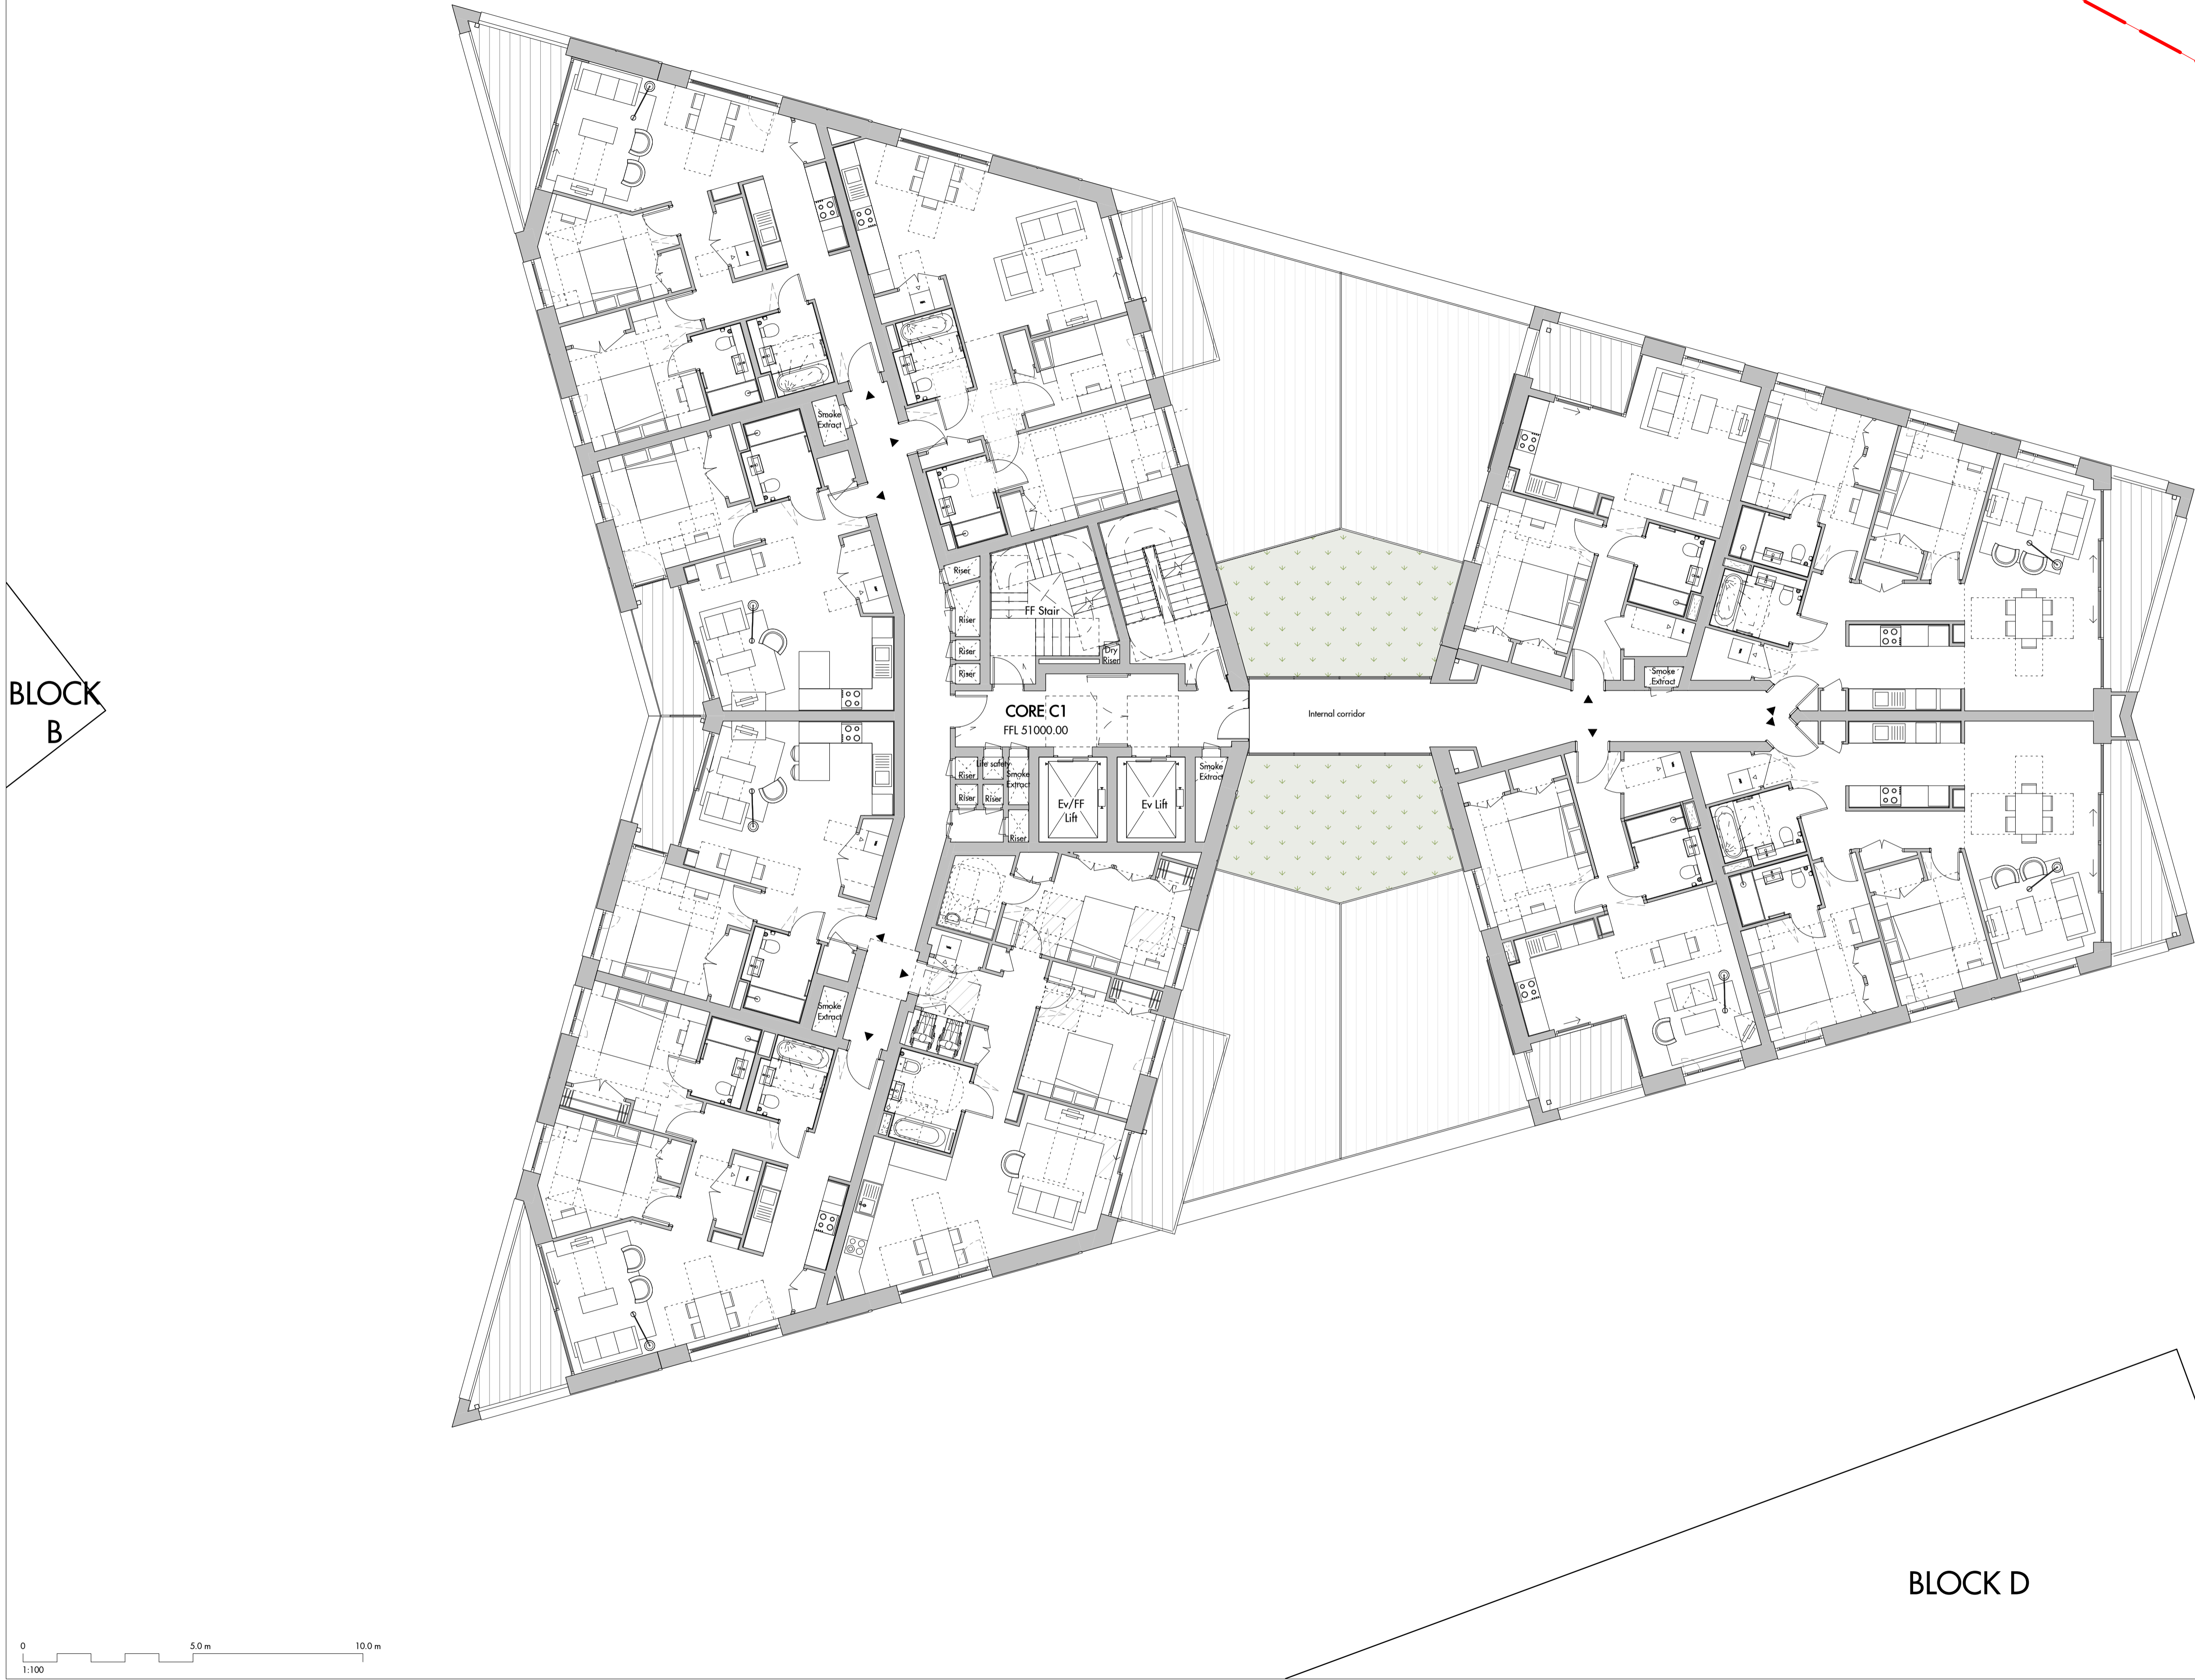 Smoke
Extract
Riser
FF Stair
Riser
Riser
Dry
Riser
Riser
Smoke
Extract
BLOCK
B
CORE C1
FFL 51000.00
Internal corridor
Life safety
Riser
Smoke
Extract
Smoke
Extract
Riser
Riser
Ev/FF
Lift
Ev Lift
Riser
Smoke
Extract
BLOCK D
0
5.0 m
10.0 m
1:100